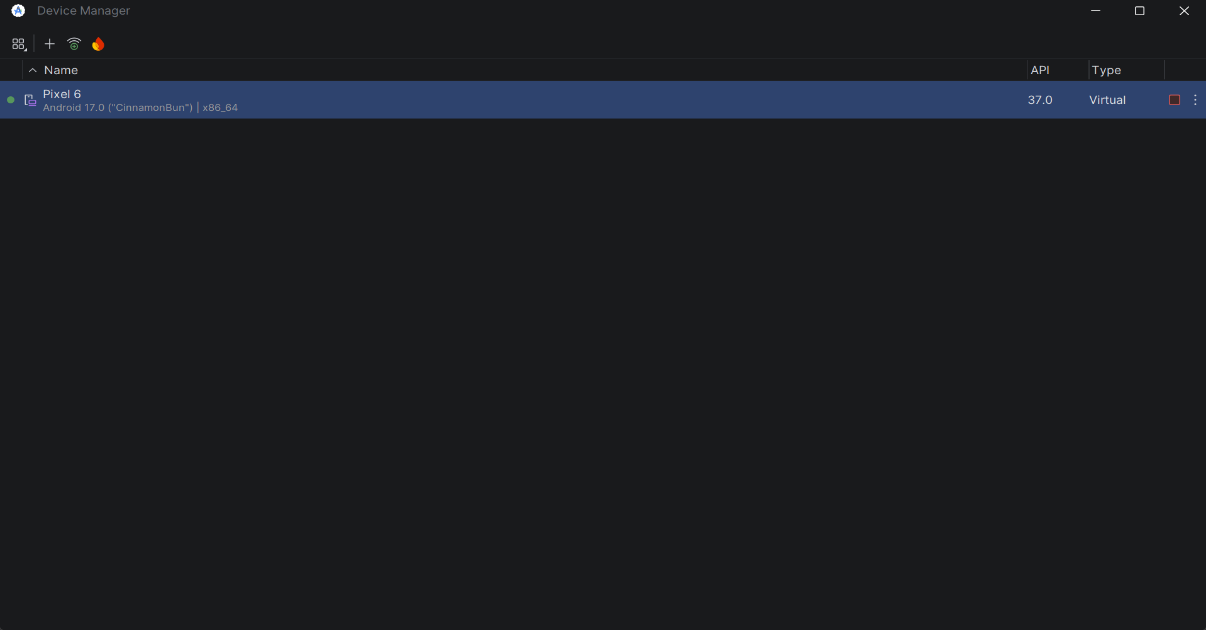 Device Manager
Name
API
Type
Pixel 6
Android 17.0 ("CinnamonBun") | x86_64
37.0
Virtual